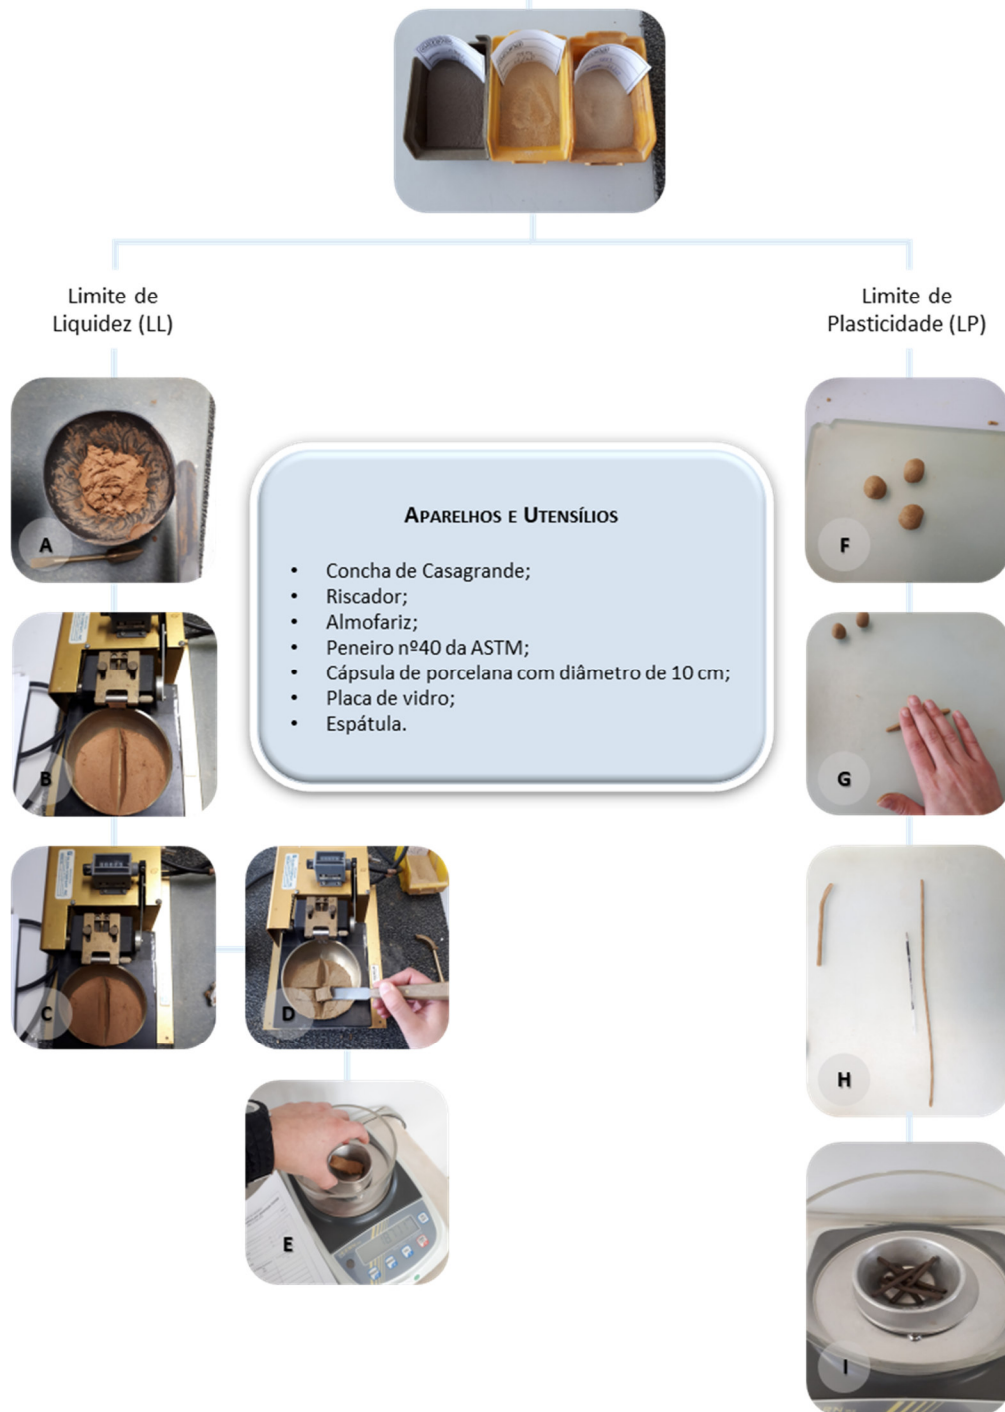 Limite de
Liquidez (LL)
Limite de
Plasticidade (LP)
A
F
APARELHOS E UTENSÍLIOS
• Concha de Casagrande;
• Riscador;
• Almofariz;
• Peneiro nº40 da ASTM;
• Cápsula de porcelana com diâmetro de 10 cm;
• Placa de vidro;
• Espátula.
B
G
C
D
H
E
I